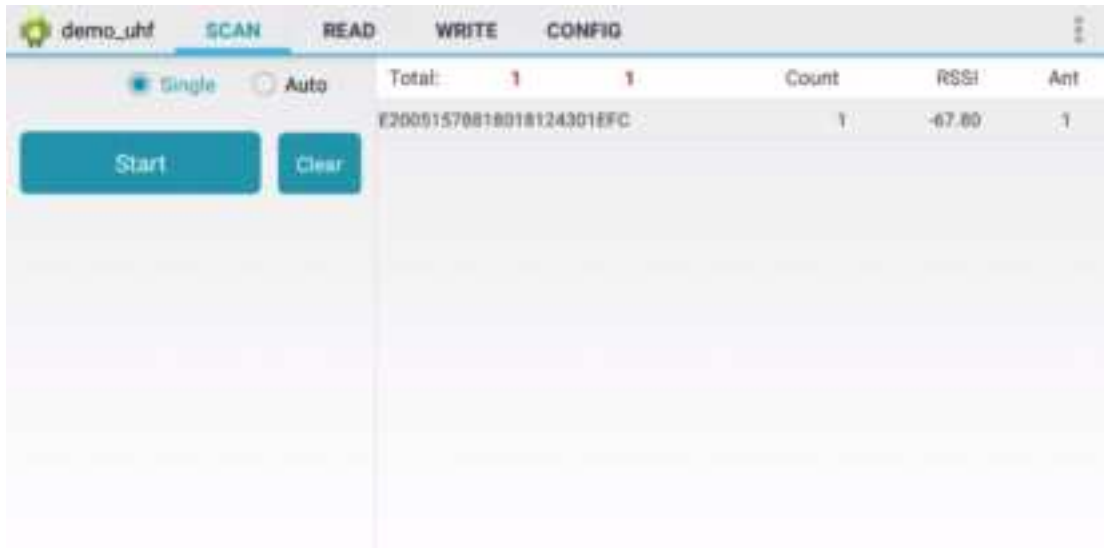 demo_uhf SCAN READ WRITE CONFIG
Single Auto
Start Clear
Total: 1 1 Count RSSI Ant
1 -67.80 1